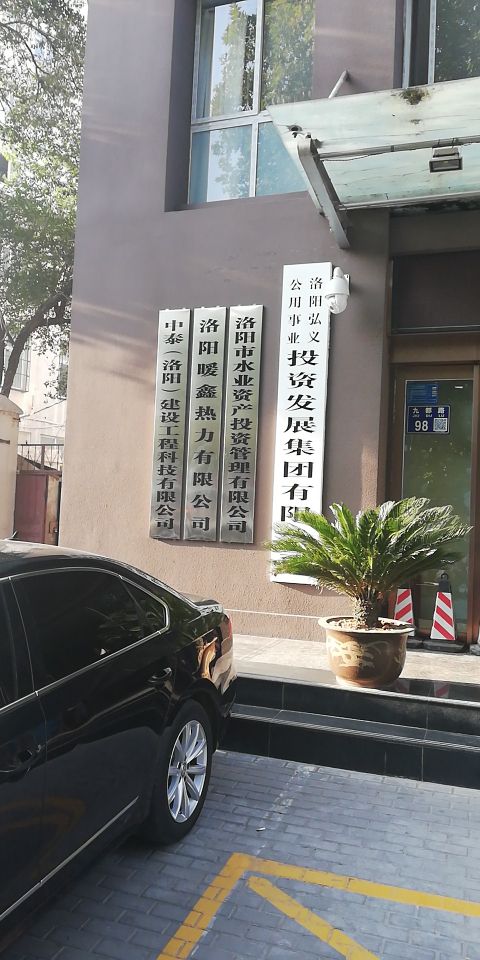 洛阳弘义
公用事业
投资发展集团有限
洛阳市水业资产投资管理有限公司
洛阳暖鑫热力有限公司
中泰（洛阳）建设工程科技有限公司
九都路
98